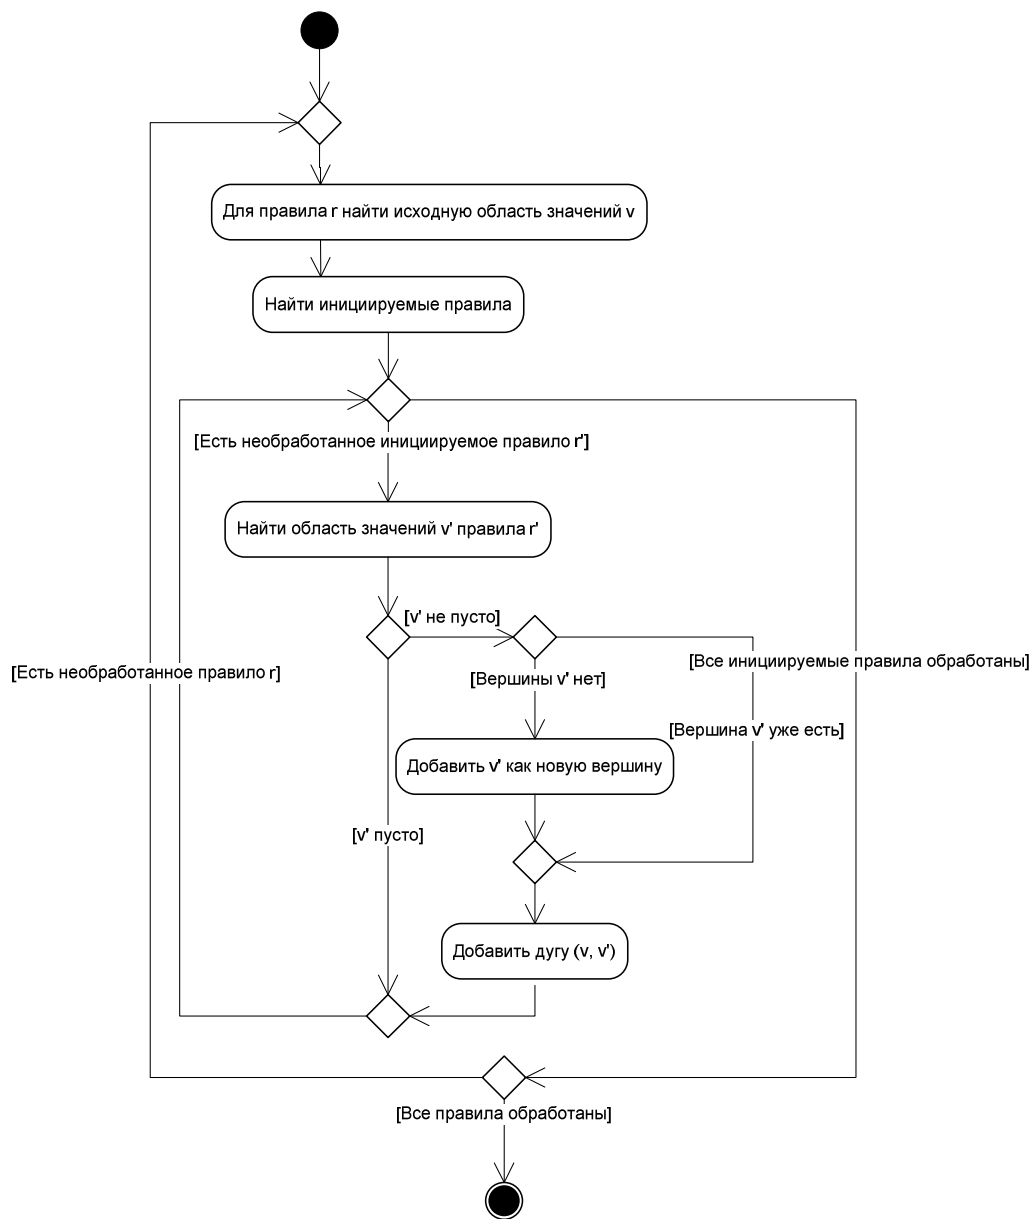 Для правила r найти исходную область значений v
Найти инициируемые правила
[Есть необработанное инициируемое правило r']
Найти область значений v' правила r'
[v' не пусто]
[Все инициируемые правила обработаны]
[Есть необработанное правило r]
[Вершины v' нет]
[Вершина v' уже есть]
Добавить v' как новую вершину
[v' пусто]
Добавить дугу (v, v')
[Все правила обработаны]